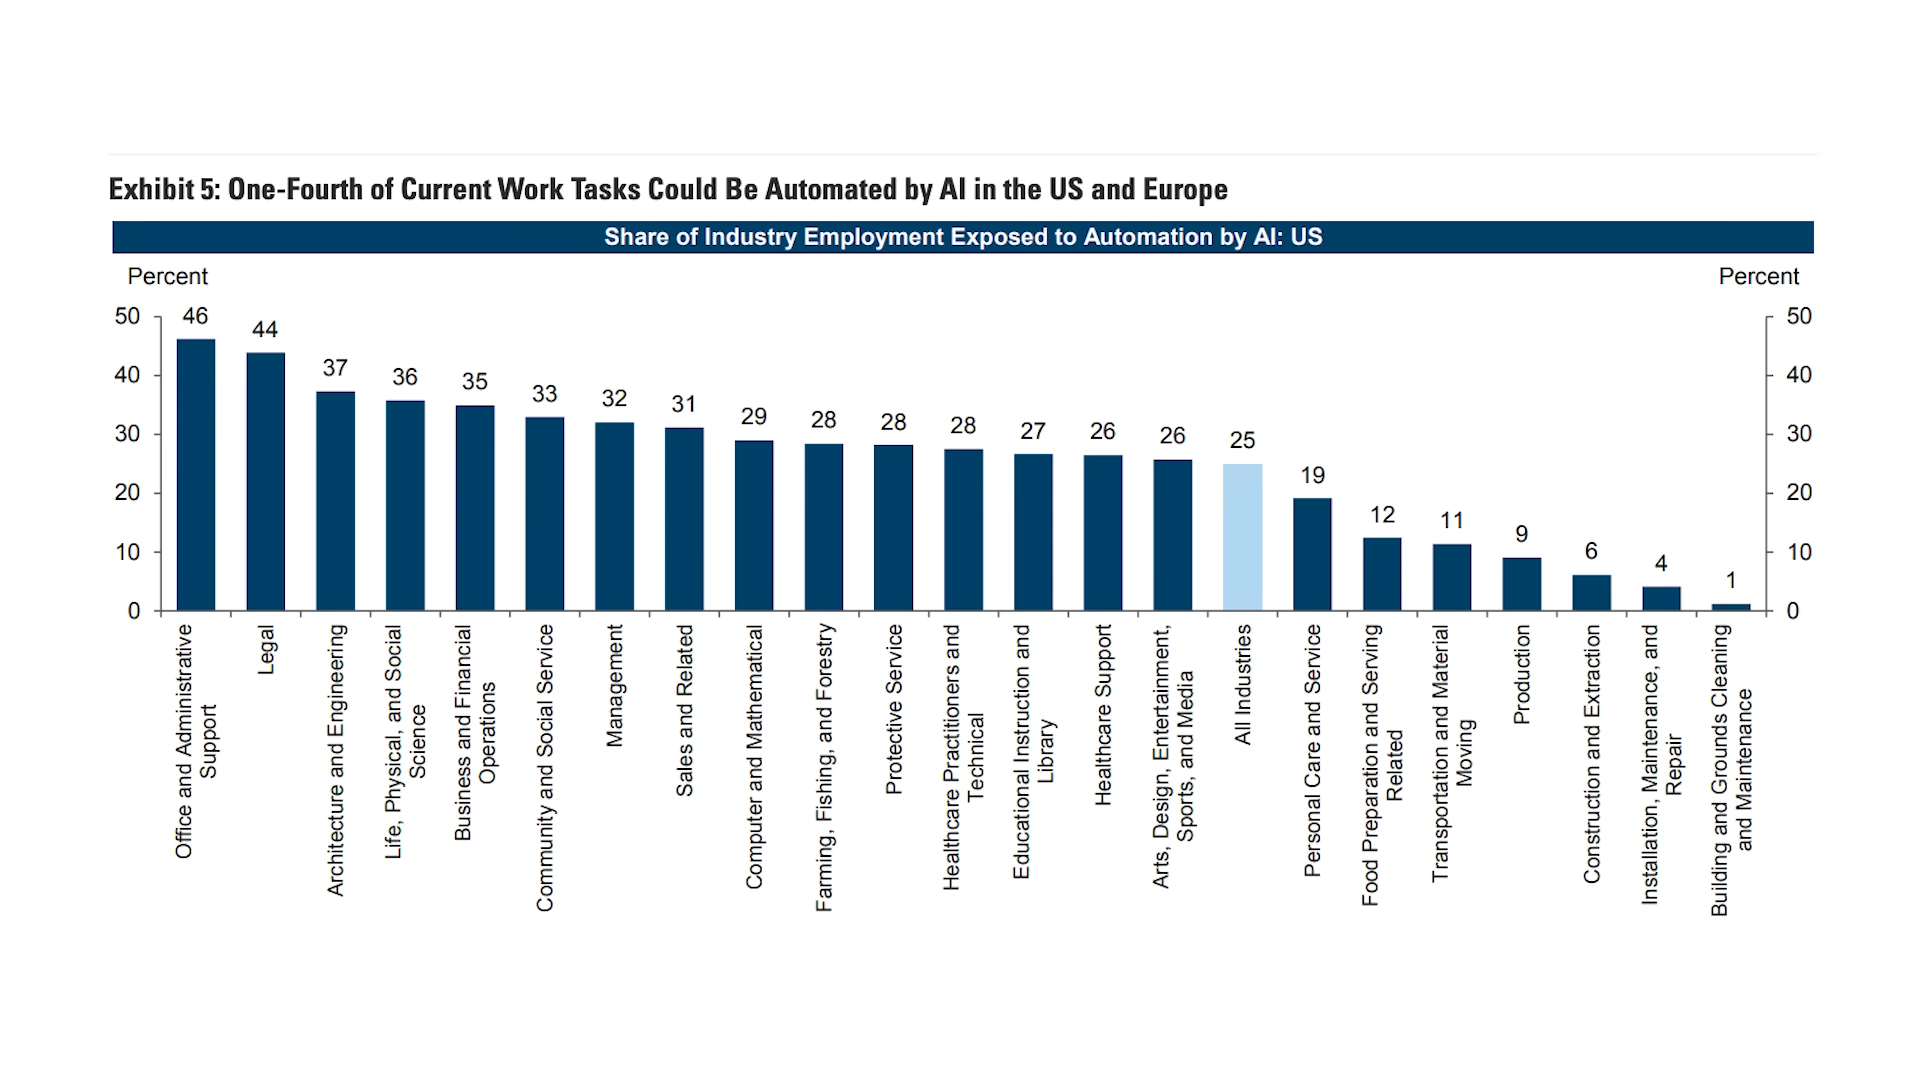 Exhibit 5: One-Fourth of Current Work Tasks Could Be Automated by AI in the US and Europe
Share of Industry Employment Exposed to Automation by AI: US
Percent
Percent
50
40
30
20
10
0
46
44
37
36
35
33
32
31
29
28
28
28
27
26
26
25
19
12
11
9
6
4
1
50
40
30
20
10
0
Office and Administrative
Support
Legal
Architecture and Engineering
Life, Physical, and Social
Science
Business and Financial
Operations
Community and Social Service
Management
Sales and Related
Computer and Mathematical
Farming, Fishing, and Forestry
Protective Service
Healthcare Practitioners and
Technical
Educational Instruction and
Library
Healthcare Support
Arts, Design, Entertainment,
Sports, and Media
All Industries
Personal Care and Service
Food Preparation and Serving
Related
Transportation and Material
Moving
Production
Construction and Extraction
Installation, Maintenance, and
Repair
Building and Grounds Cleaning
and Maintenance